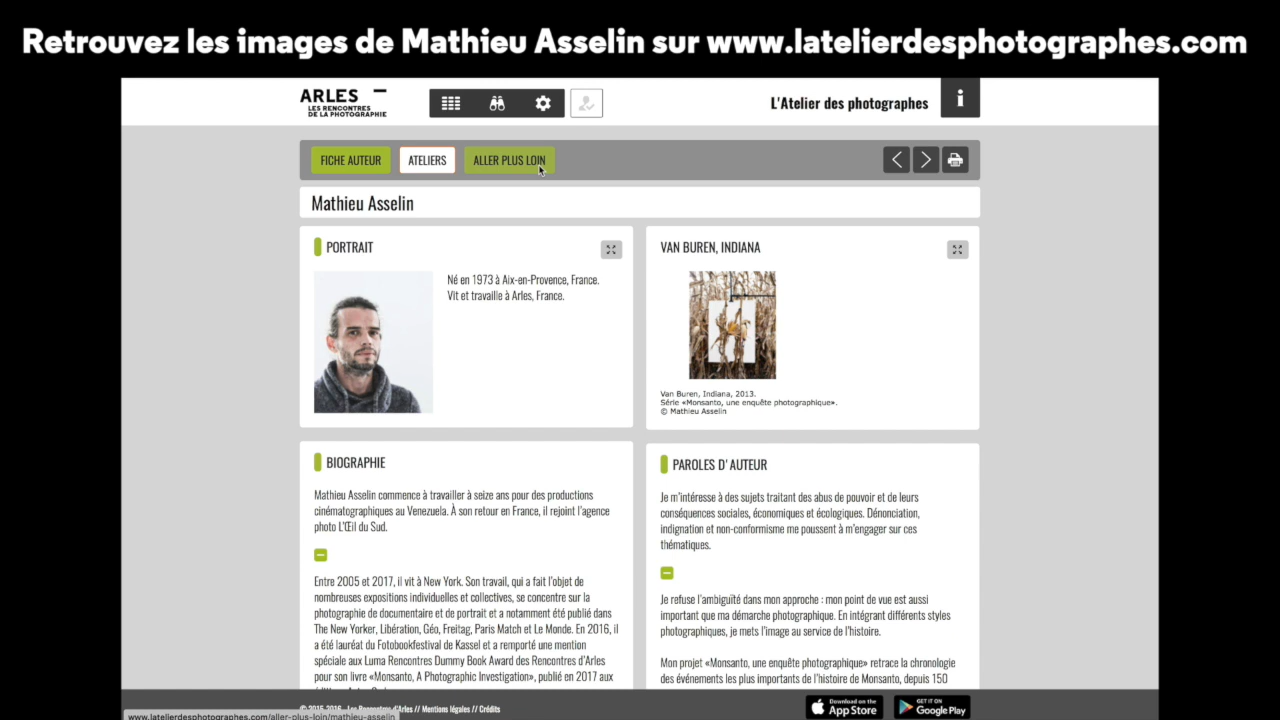 Retrouvez les images de Mathieu Asselin sur www.latelierdesphotographes.com
ARLES
LES RENCONTRES
DE LA PHOTOGRAPHIE
L'Atelier des photographes
i
FICHE AUTEUR
ATELIERS
ALLER PLUS LOIN
Mathieu Asselin
PORTRAIT
Né en 1973 à Aix-en-Provence, France.
Vit et travaille à Arles, France.
VAN BUREN, INDIANA
Van Buren, Indiana, 2013.
Série «Monsanto, une enquête photographique».
© Mathieu Asselin
BIOGRAPHIE
Mathieu Asselin commence à travailler à seize ans pour des productions
cinématographiques au Venezuela. À son retour en France, il rejoint l'agence
photo L'Œil du Sud.
Entre 2005 et 2017, il vit à New York. Son travail, qui a fait l'objet de
nombreuses expositions individuelles et collectives, se concentre sur la
photographie de documentaire et de portrait et a notamment été publié dans
The New Yorker, Libération, Géo, Freitag, Paris Match et Le Monde. En 2016, il
a été lauréat du Fotobookfestival de Kassel et a remporté une mention
spéciale aux Luma Rencontres Dummy Book Award des Rencontres d'Arles
pour son livre «Monsanto, A Photographic Investigation», publié en 2017 aux
PAROLES D'AUTEUR
Je m'intéresse à des sujets traitant des abus de pouvoir et de leurs
conséquences sociales, économiques et écologiques. Dénonciation,
indignation et non-conformisme me poussent à m'engager sur ces
thématiques.
Je refuse l'ambiguïté dans mon approche : mon point de vue est aussi
important que ma démarche photographique. En intégrant différents styles
photographiques, je mets l'image au service de l'histoire.
Mon projet «Monsanto, une enquête photographique» retrace la chronologie
des événements les plus importants de l'histoire de Monsanto, depuis 150
© 2015-2016 Les Rencontres d'Arles // Mentions légales // Crédits
Download on the
App Store
GET IT ON
Google Play
www.latelierdesphotographes.com/aller-plus-loin/mathieu-asselin